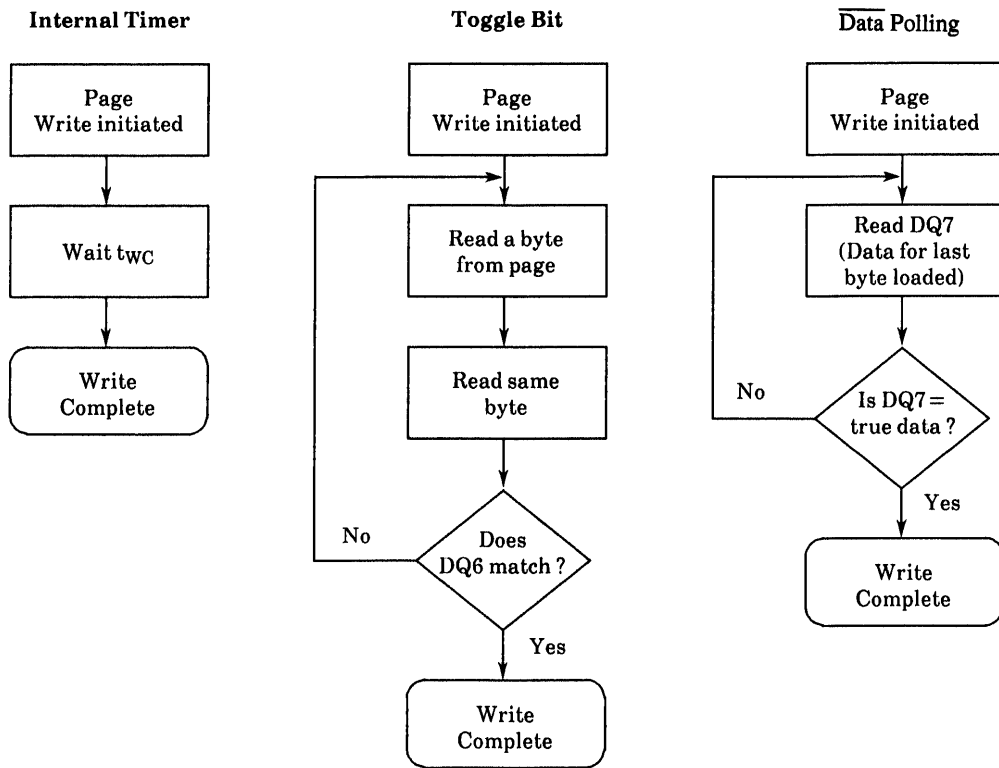 Internal Timer
Page
Write initiated
Wait tWC
Write
Complete
Toggle Bit
Page
Write initiated
Read a byte
from page
Read same
byte
Does
DQ6 match ?
No
Yes
Write
Complete
Data Polling
Page
Write initiated
Read DQ7
(Data for last
byte loaded)
Is DQ7=
true data ?
No
Yes
Write
Complete